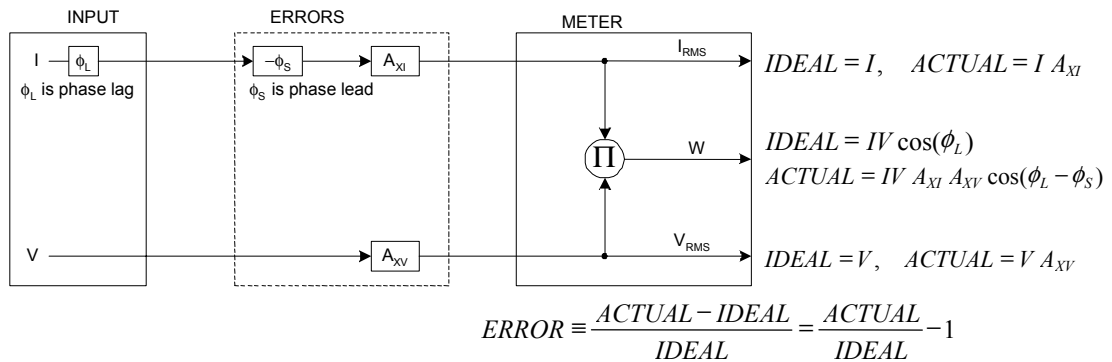 INPUT
ERRORS
METER
I
ϕL
−ϕS
AXI
IRMS
IDEAL = I, ACTUAL = I AXI
ϕL is phase lag
ϕS is phase lead
Π
W
IDEAL = IV cos(ϕL)
ACTUAL = IV AXI AXV cos(ϕL − ϕS)
V
AXV
VRMS
IDEAL = V, ACTUAL = V AXV
ERROR ≡ ACTUAL − IDEAL / IDEAL = ACTUAL / IDEAL − 1